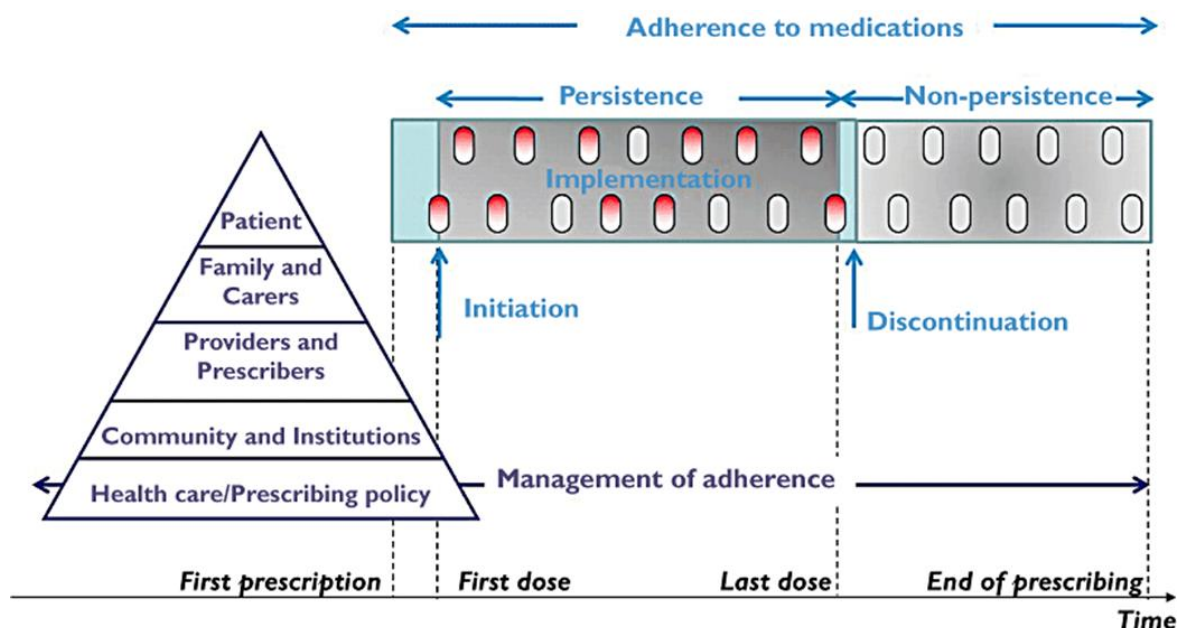 Adherence to medications
Persistence
Non-persistence
Implementation
Patient
Family and
Carers
Initiation
Discontinuation
Providers and
Prescribers
Community and Institutions
Management of adherence
Health care/Prescribing policy
First prescription
First dose
Last dose
End of prescribing
Time